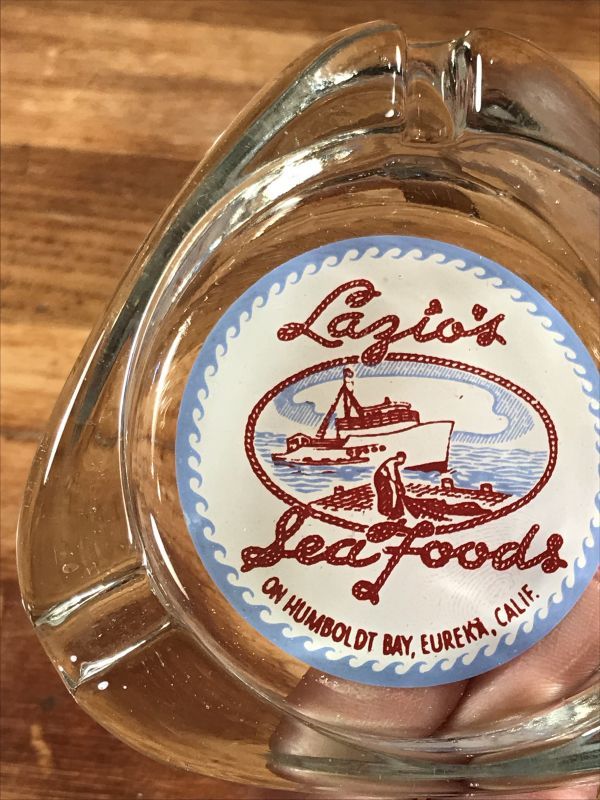 Lazio's
Sea Foods
ON HUMBOLDT BAY, EUREKA, CALIF.